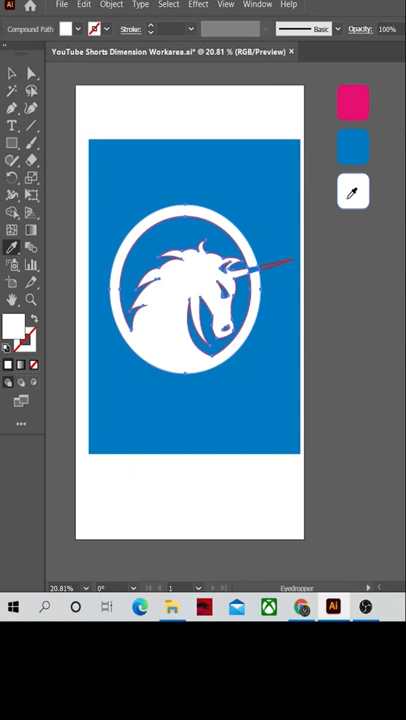 File Edit Object Type Select Effect View Window Help
Compound Path Stroke: Basic Opacity: 100%
YouTube Shorts Dimension Workarea.ai* @ 20.81 % (RGB/Preview) ×
20.81% 0° 1 Eyedropper